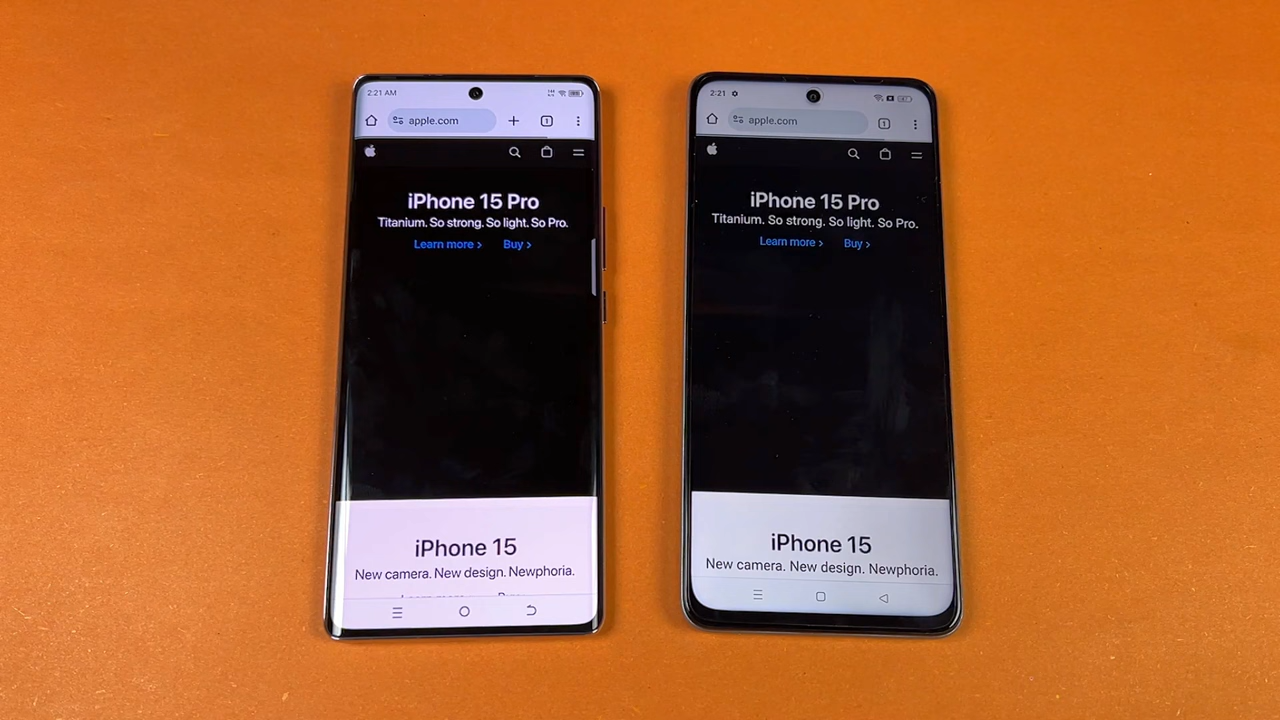 2:21 AM
apple.com
1
iPhone 15 Pro
Titanium. So strong. So light. So Pro.
Learn more >
Buy >
iPhone 15
New camera. New design. Newphoria.
2:21
apple.com
1
iPhone 15 Pro
Titanium. So strong. So light. So Pro.
Learn more >
Buy >
iPhone 15
New camera. New design. Newphoria.